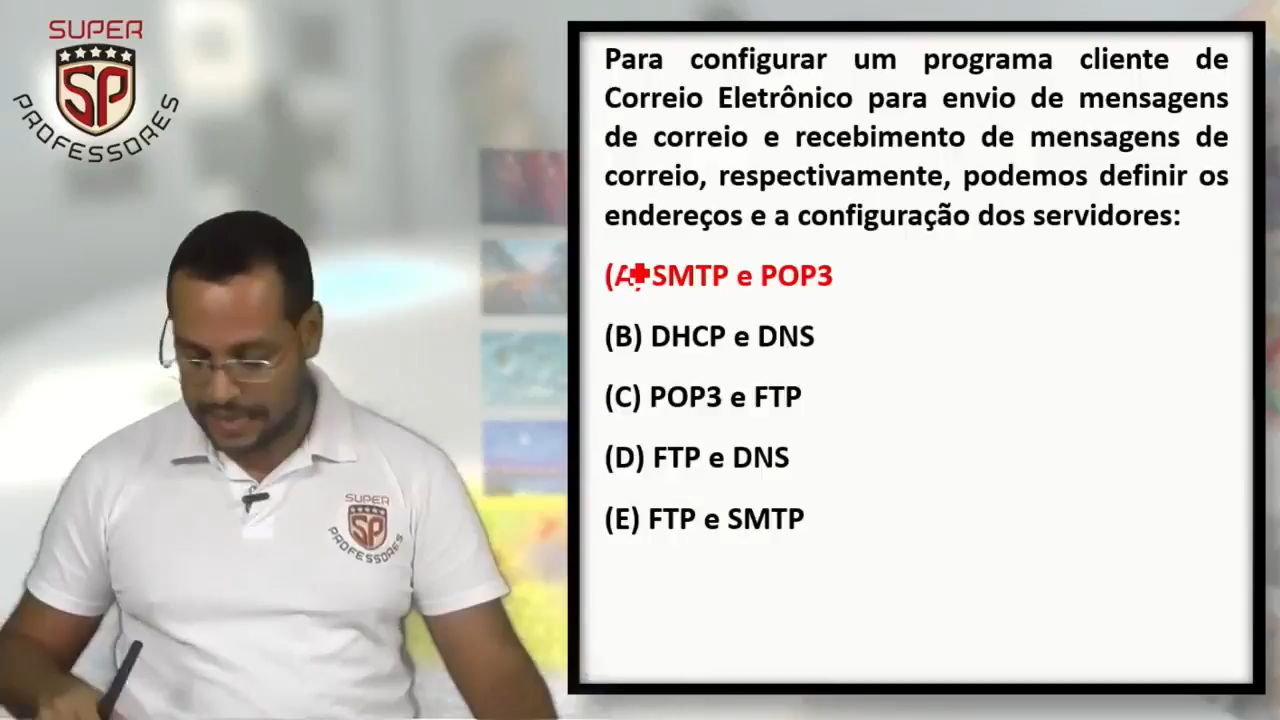 SUPER
SP
PROFESSORES
Para configurar um programa cliente de
Correio Eletrônico para envio de mensagens
de correio e recebimento de mensagens de
correio, respectivamente, podemos definir os
endereços e a configuração dos servidores:
(A) SMTP e POP3
(B) DHCP e DNS
(C) POP3 e FTP
(D) FTP e DNS
(E) FTP e SMTP
SUPER
SP
PROFESSORES